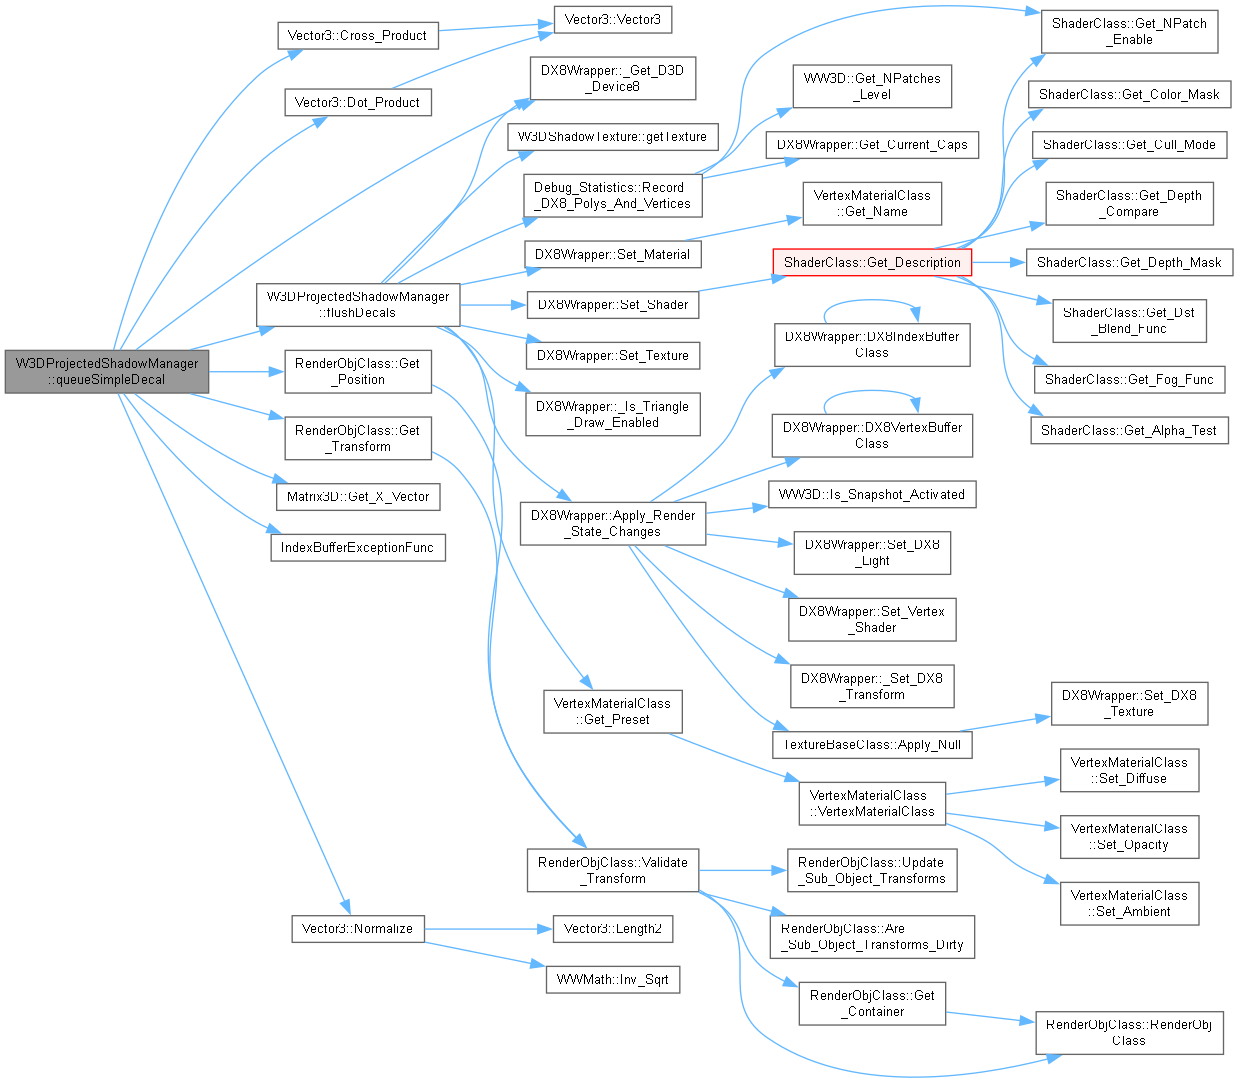 W3DProjectedShadowManager
::queueSimpleDecal
Vector3::Cross_Product
Vector3::Dot_Product
W3DProjectedShadowManager
::flushDecals
RenderObjClass::Get
_Position
RenderObjClass::Get
_Transform
Matrix3D::Get_X_Vector
IndexBufferExceptionFunc
Vector3::Normalize
Vector3::Vector3
DX8Wrapper::_Get_D3D
_Device8
W3DShadowTexture::getTexture
Debug_Statistics::Record
_DX8_Polys_And_Vertices
DX8Wrapper::Set_Material
DX8Wrapper::Set_Shader
DX8Wrapper::Set_Texture
DX8Wrapper::_Is_Triangle
_Draw_Enabled
DX8Wrapper::Apply_Render
_State_Changes
VertexMaterialClass
::Get_Preset
RenderObjClass::Validate
_Transform
Vector3::Length2
WWMath::Inv_Sqrt
WW3D::Get_NPatches
_Level
DX8Wrapper::Get_Current_Caps
VertexMaterialClass
::Get_Name
ShaderClass::Get_Description
DX8Wrapper::DX8IndexBuffer
Class
DX8Wrapper::DX8VertexBuffer
Class
WW3D::Is_Snapshot_Activated
DX8Wrapper::Set_DX8
_Light
DX8Wrapper::Set_Vertex
_Shader
DX8Wrapper::_Set_DX8
_Transform
TextureBaseClass::Apply_Null
VertexMaterialClass
::VertexMaterialClass
RenderObjClass::Update
_Sub_Object_Transforms
RenderObjClass::Are
_Sub_Object_Transforms_Dirty
RenderObjClass::Get
_Container
ShaderClass::Get_NPatch
_Enable
ShaderClass::Get_Color_Mask
ShaderClass::Get_Cull_Mode
ShaderClass::Get_Depth
_Compare
ShaderClass::Get_Depth_Mask
ShaderClass::Get_Dst
_Blend_Func
ShaderClass::Get_Fog_Func
ShaderClass::Get_Alpha_Test
DX8Wrapper::Set_DX8
_Texture
VertexMaterialClass
::Set_Diffuse
VertexMaterialClass
::Set_Opacity
VertexMaterialClass
::Set_Ambient
RenderObjClass::RenderObj
Class